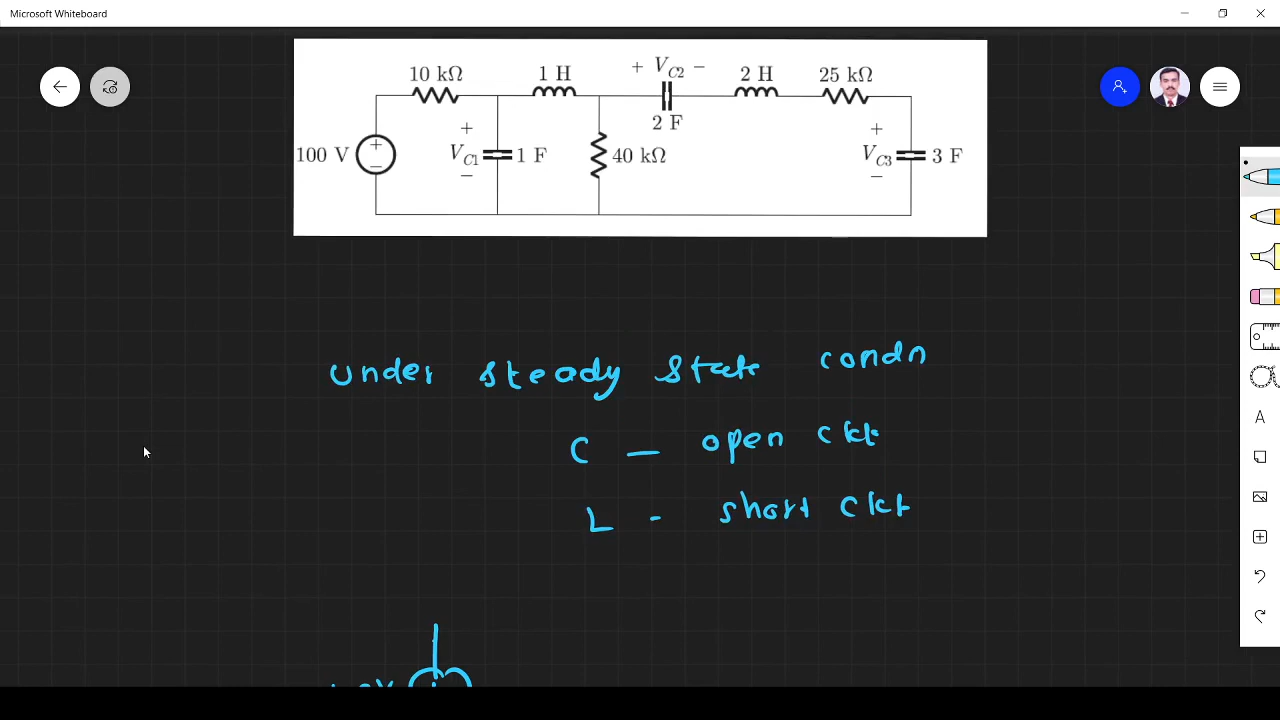 Microsoft Whiteboard
10 kΩ 1 H + V_C2 − 2 H 25 kΩ
2 F
100 V + − + V_C1 − 1 F 40 kΩ + V_C3 − 3 F
under steady state condn
C — open ckt
L - short ckt
A